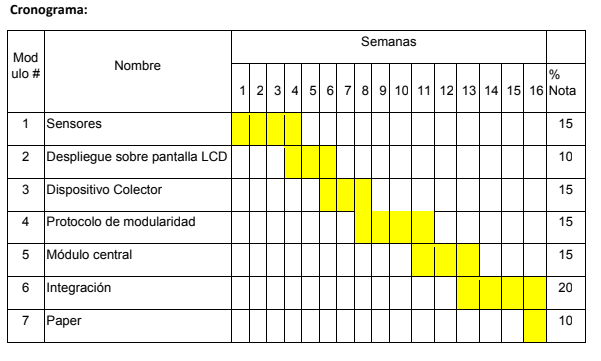 Cronograma:
Mod
ulo #
Nombre
Semanas
%
Nota
1 2 3 4 5 6 7 8 9 10 11 12 13 14 15 16
1 Sensores 15
2 Despliegue sobre pantalla LCD 10
3 Dispositivo Colector 15
4 Protocolo de modularidad 15
5 Módulo central 15
6 Integración 20
7 Paper 10